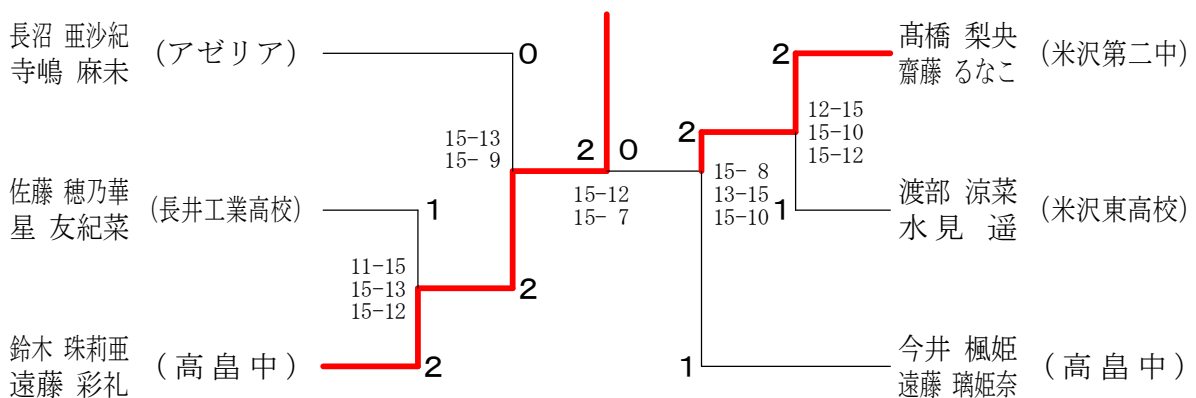 長沼 亜沙紀
寺嶋 麻未
(アゼリア)
0
15-13
15- 9
佐藤 穂乃華
星 友紀菜
(長井工業高校)
1
11-15
15-13
15-12
2
鈴木 珠莉亜
遠藤 彩礼
(高畠中)
2
2 0
15-12
15- 7
髙橋 梨央
齋藤 るなこ
(米沢第二中)
2
12-15
15-10
15-12
2
15- 8
13-15
15-10
1
渡部 涼菜
水見 遥
(米沢東高校)
今井 楓姫
遠藤 璃姫奈
(高畠中)
1